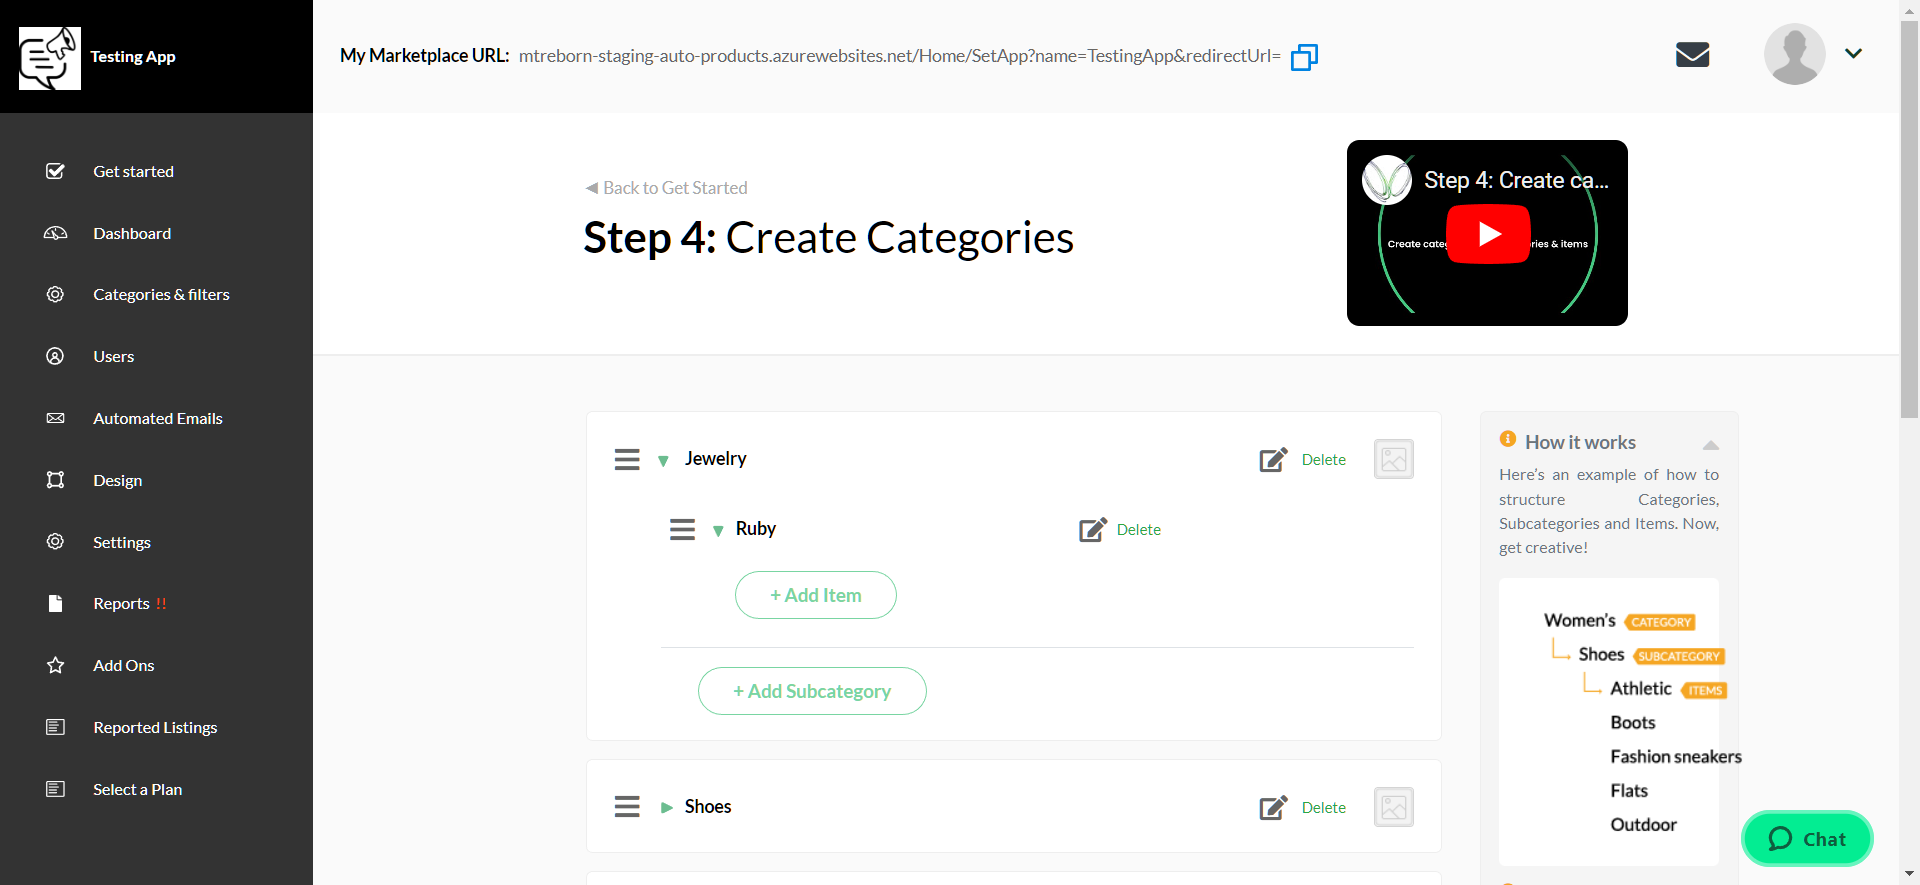 Testing App
My Marketplace URL: mtreborn-staging-auto-products.azurewebsites.net/Home/SetApp?name=TestingApp&redirectUrl=
Get started
Dashboard
Categories & filters
Users
Automated Emails
Design
Settings
Reports !!
Add Ons
Reported Listings
Select a Plan
◀ Back to Get Started
Step 4: Create Categories
Step 4: Create ca...
Create categ
ries & items
▼ Jewelry
Delete
▼ Ruby
Delete
+ Add Item
+ Add Subcategory
▶ Shoes
Delete
How it works
Here's an example of how to
structure Categories,
Subcategories and Items. Now,
get creative!
Women's CATEGORY
Shoes SUBCATEGORY
Athletic ITEMS
Boots
Fashion sneakers
Flats
Outdoor
Chat